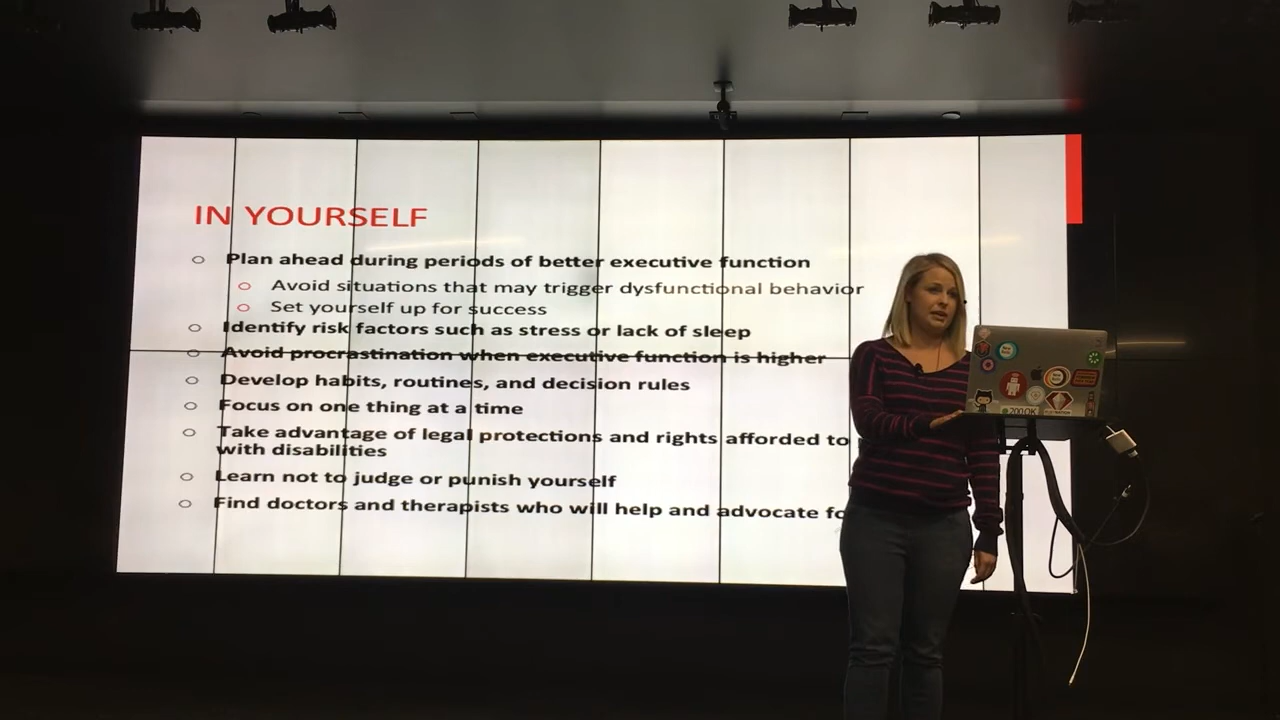 IN YOURSELF
Plan ahead during periods of better executive function
Avoid situations that may trigger dysfunctional behavior
Set yourself up for success
Identify risk factors such as stress or lack of sleep
Avoid procrastination when executive function is higher
Develop habits, routines, and decision rules
Focus on one thing at a time
Take advantage of legal protections and rights afforded to
with disabilities
Learn not to judge or punish yourself
Find doctors and therapists who will help and advocate fo
200 OK